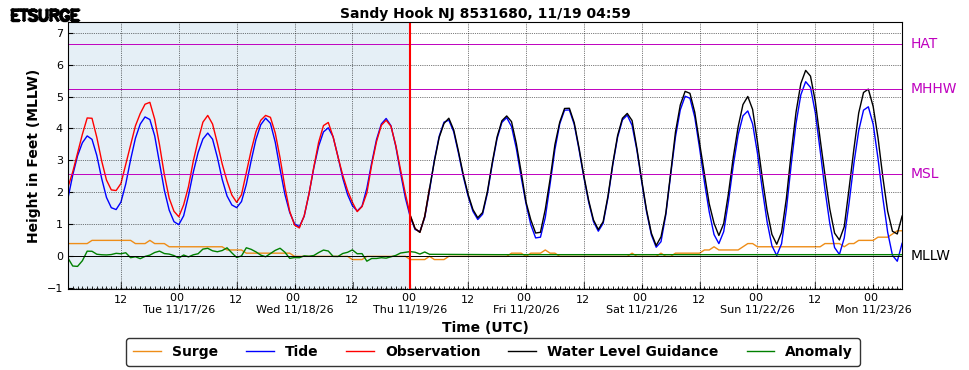 ETSURGE
Sandy Hook NJ 8531680, 11/19 04:59
Height in Feet (MLLW)
7
6
5
4
3
2
1
0
−1
HAT
MHHW
MSL
MLLW
12 00 12 00 12 00 12 00 12 00 12 00 12 00
Tue 11/17/26 Wed 11/18/26 Thu 11/19/26 Fri 11/20/26 Sat 11/21/26 Sun 11/22/26 Mon 11/23/26
Time (UTC)
Surge Tide Observation Water Level Guidance Anomaly